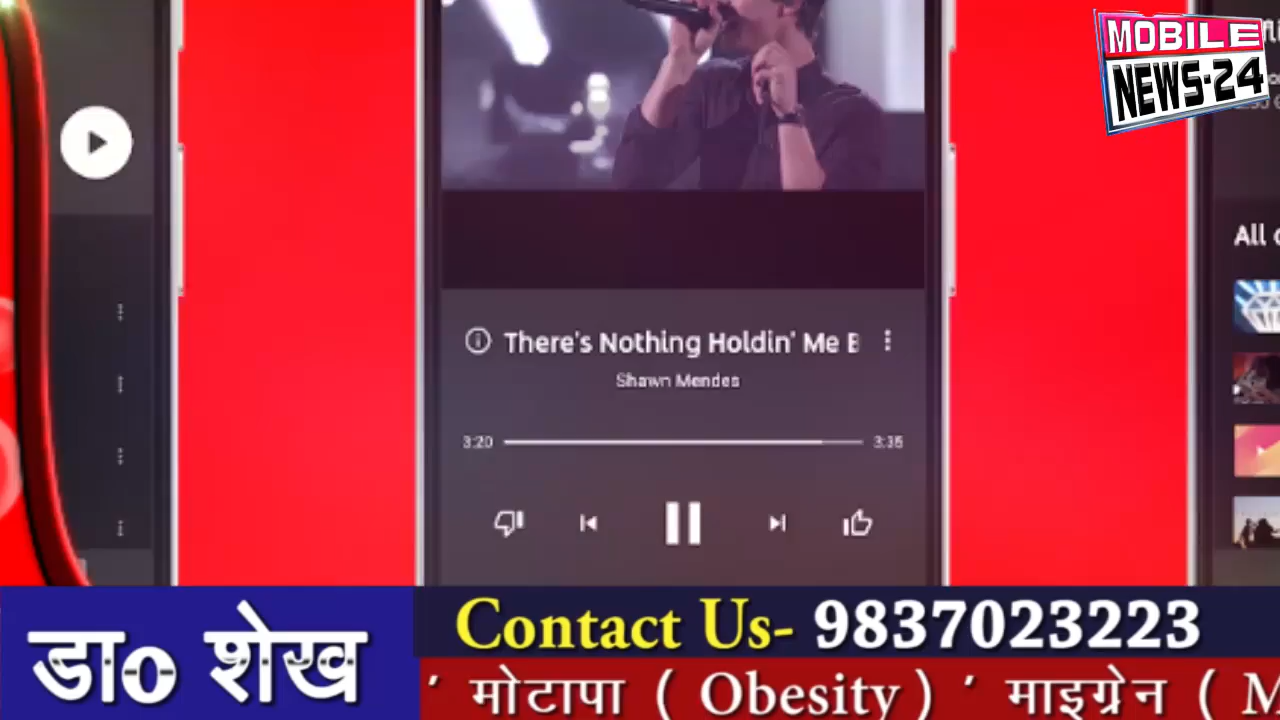 MOBILE
NEWS-24
All
There's Nothing Holdin' Me
Shawn Mendes
3:20
3:35
डा० शेख
Contact Us- 9837023223
मोटापा ( Obesity ) ′ माइग्रेन ( M